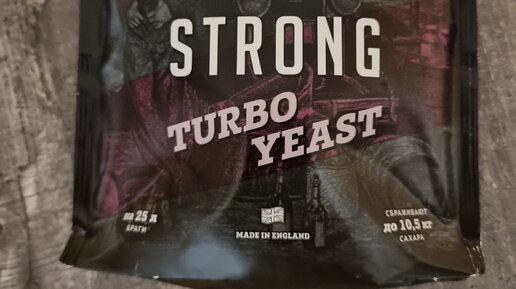 STRONG
TURBO
YEAST
на 25 л
БРАГИ
MADE IN ENGLAND
СБРАЖИВАЮТ
до 10,5 кг
САХАРА